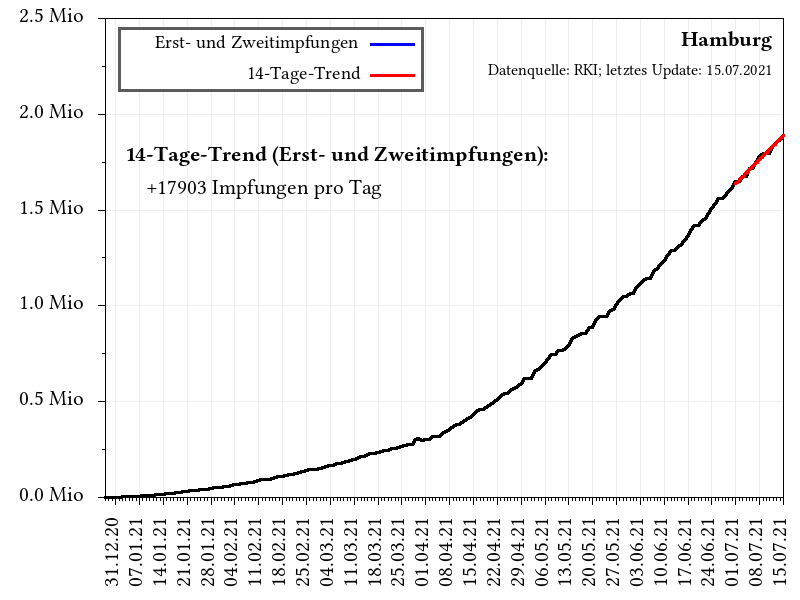 2.5 Mio
2.0 Mio
1.5 Mio
1.0 Mio
0.5 Mio
0.0 Mio
Erst- und Zweitimpfungen
14-Tage-Trend
Hamburg
Datenquelle: RKI; letztes Update: 15.07.2021
14-Tage-Trend (Erst- und Zweitimpfungen):
+17903 Impfungen pro Tag
31.12.20
07.01.21
14.01.21
21.01.21
28.01.21
04.02.21
11.02.21
18.02.21
25.02.21
04.03.21
11.03.21
18.03.21
25.03.21
01.04.21
08.04.21
15.04.21
22.04.21
29.04.21
06.05.21
13.05.21
20.05.21
27.05.21
03.06.21
10.06.21
17.06.21
24.06.21
01.07.21
08.07.21
15.07.21